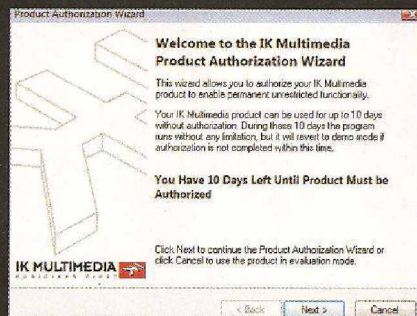 Product Authorization Wizard
Welcome to the IK Multimedia
Product Authorization Wizard
This wizard allows you to authorize your IK Multimedia
product to enable permanent unrestricted functionality.
Your IK Multimedia product can be used for up to 10 days
without authorization. During these 10 days the program
runs without any limitation, but it will revert to demo mode if
authorization is not completed within this time.
You Have 10 Days Left Until Product Must be
Authorized
Click Next to continue the Product Authorization Wizard or
click Cancel to use the product in evaluation mode.
IK MULTIMEDIA
MUSICIANS FIRST
< Back
Next >
Cancel